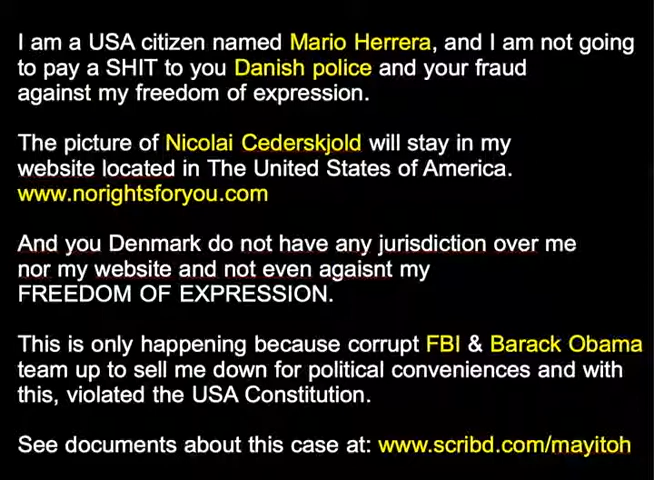 I am a USA citizen named Mario Herrera, and I am not going
to pay a SHIT to you Danish police and your fraud
against my freedom of expression.
The picture of Nicolai Cederskjold will stay in my
website located in The United States of America.
www.norightsforyou.com
And you Denmark do not have any jurisdiction over me
nor my website and not even agaisnt my
FREEDOM OF EXPRESSION.
This is only happening because corrupt FBI & Barack Obama
team up to sell me down for political conveniences and with
this, violated the USA Constitution.
See documents about this case at: www.scribd.com/mayitoh